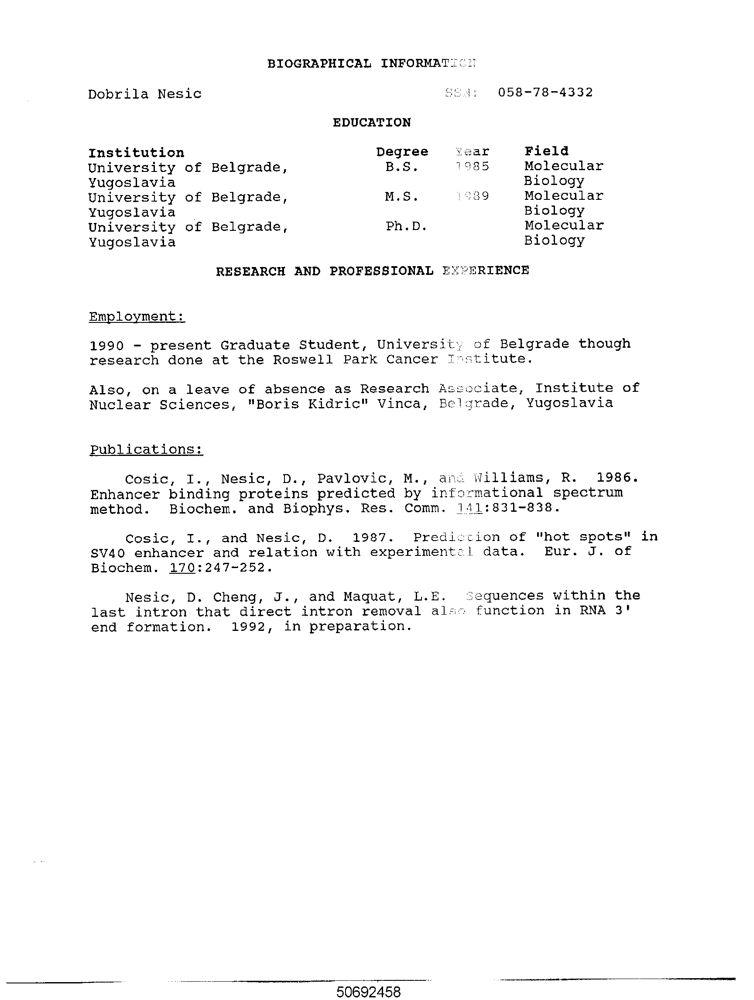 BIOGRAPHICAL INFORMATION
Dobrila Nesic SS#: 058-78-4332
EDUCATION
Institution Degree Year Field
University of Belgrade, B.S. 1985 Molecular
Yugoslavia Biology
University of Belgrade, M.S. 1989 Molecular
Yugoslavia Biology
University of Belgrade, Ph.D. Molecular
Yugoslavia Biology
RESEARCH AND PROFESSIONAL EXPERIENCE
Employment:
1990 - present Graduate Student, University of Belgrade though
research done at the Roswell Park Cancer Institute.
Also, on a leave of absence as Research Associate, Institute of
Nuclear Sciences, "Boris Kidric" Vinca, Belgrade, Yugoslavia
Publications:
Cosic, I., Nesic, D., Pavlovic, M., and Williams, R. 1986.
Enhancer binding proteins predicted by informational spectrum
method. Biochem. and Biophys. Res. Comm. 141:831-838.
Cosic, I., and Nesic, D. 1987. Prediction of "hot spots" in
SV40 enhancer and relation with experimental data. Eur. J. of
Biochem. 170:247-252.
Nesic, D. Cheng, J., and Maquat, L.E. Sequences within the
last intron that direct intron removal also function in RNA 3'
end formation. 1992, in preparation.
50692458